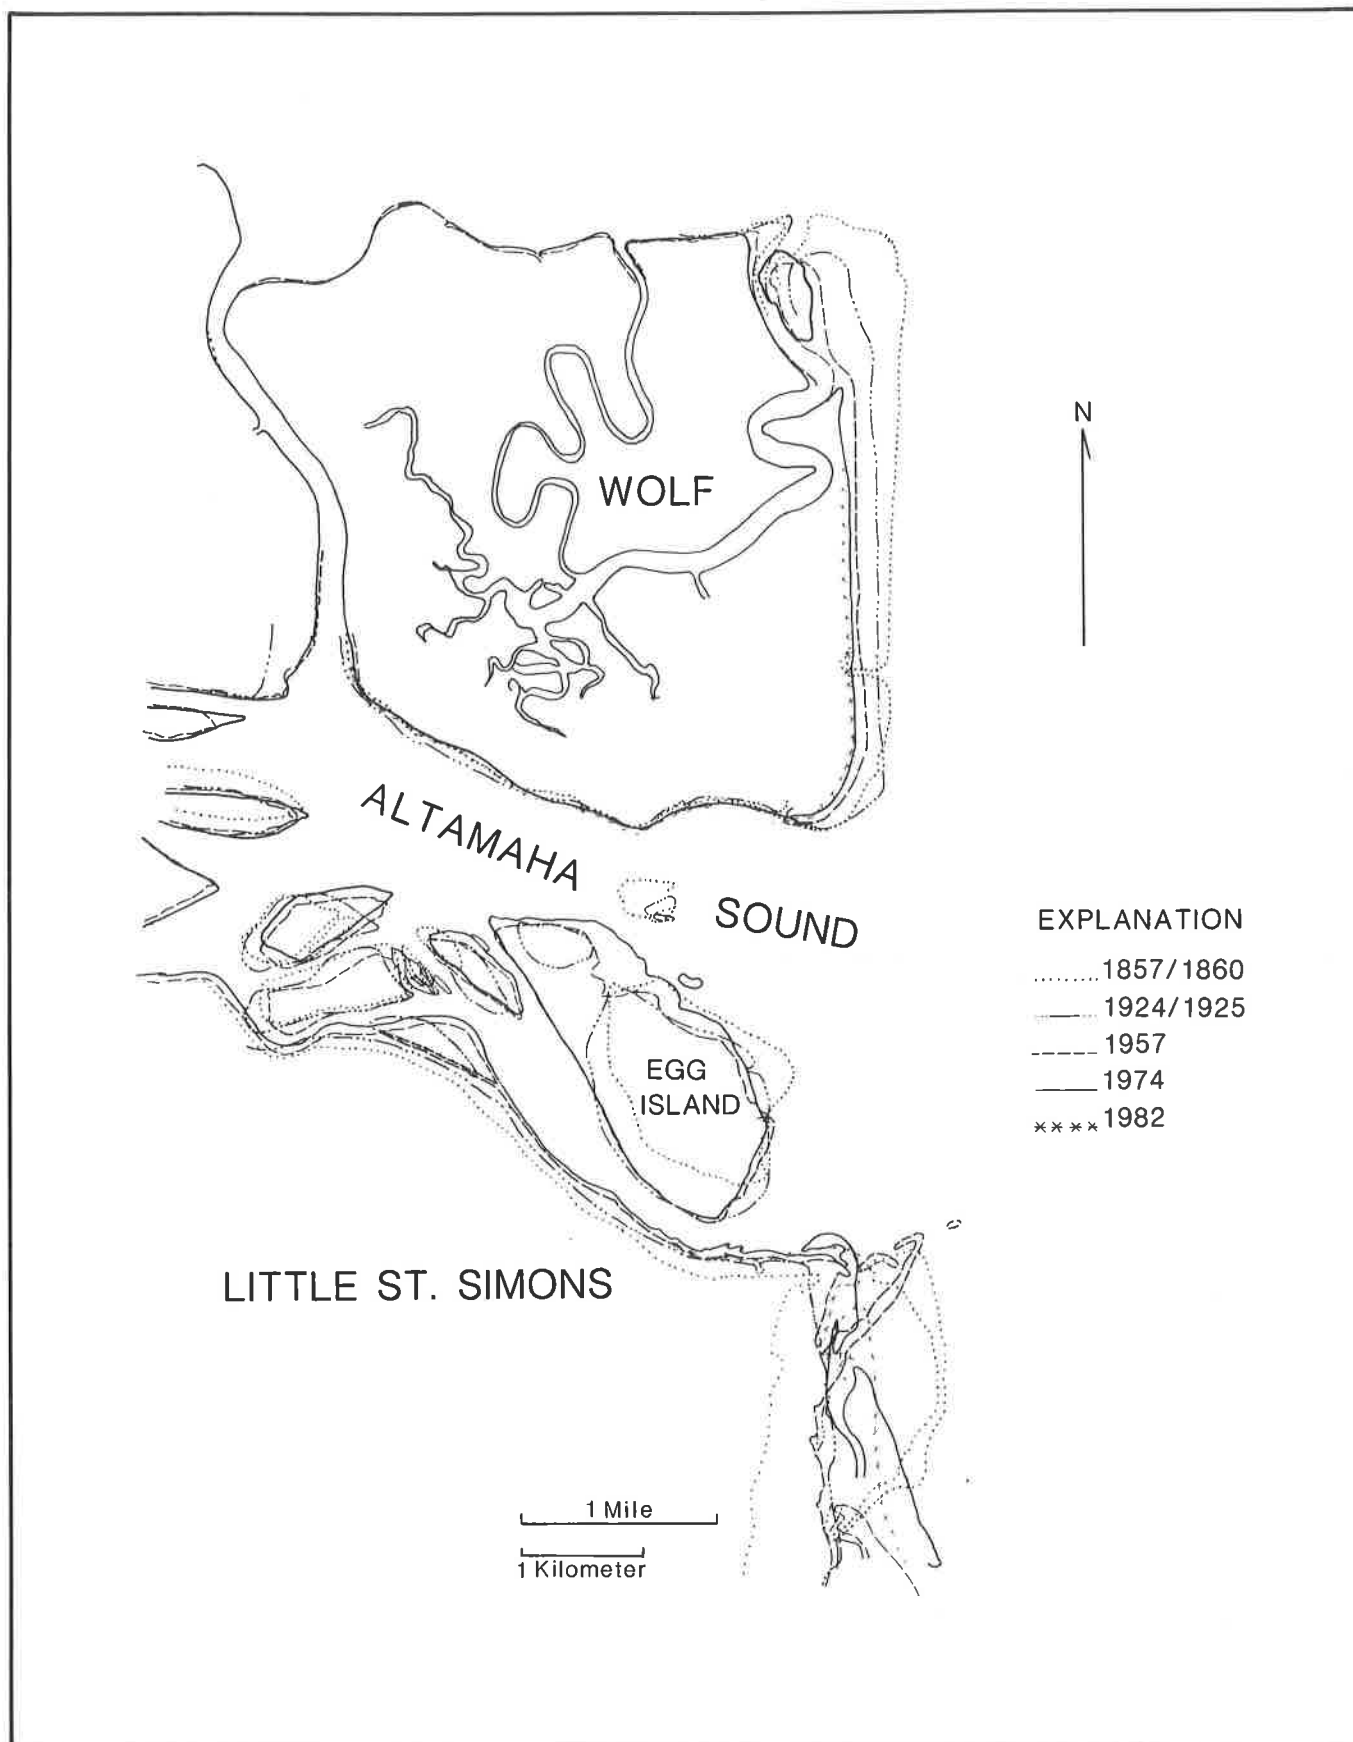 N
WOLF
ALTAMAHA
SOUND
EXPLANATION
1857/1860
1924/1925
1957
1974
1982
EGG
ISLAND
LITTLE ST. SIMONS
1 Mile
1 Kilometer